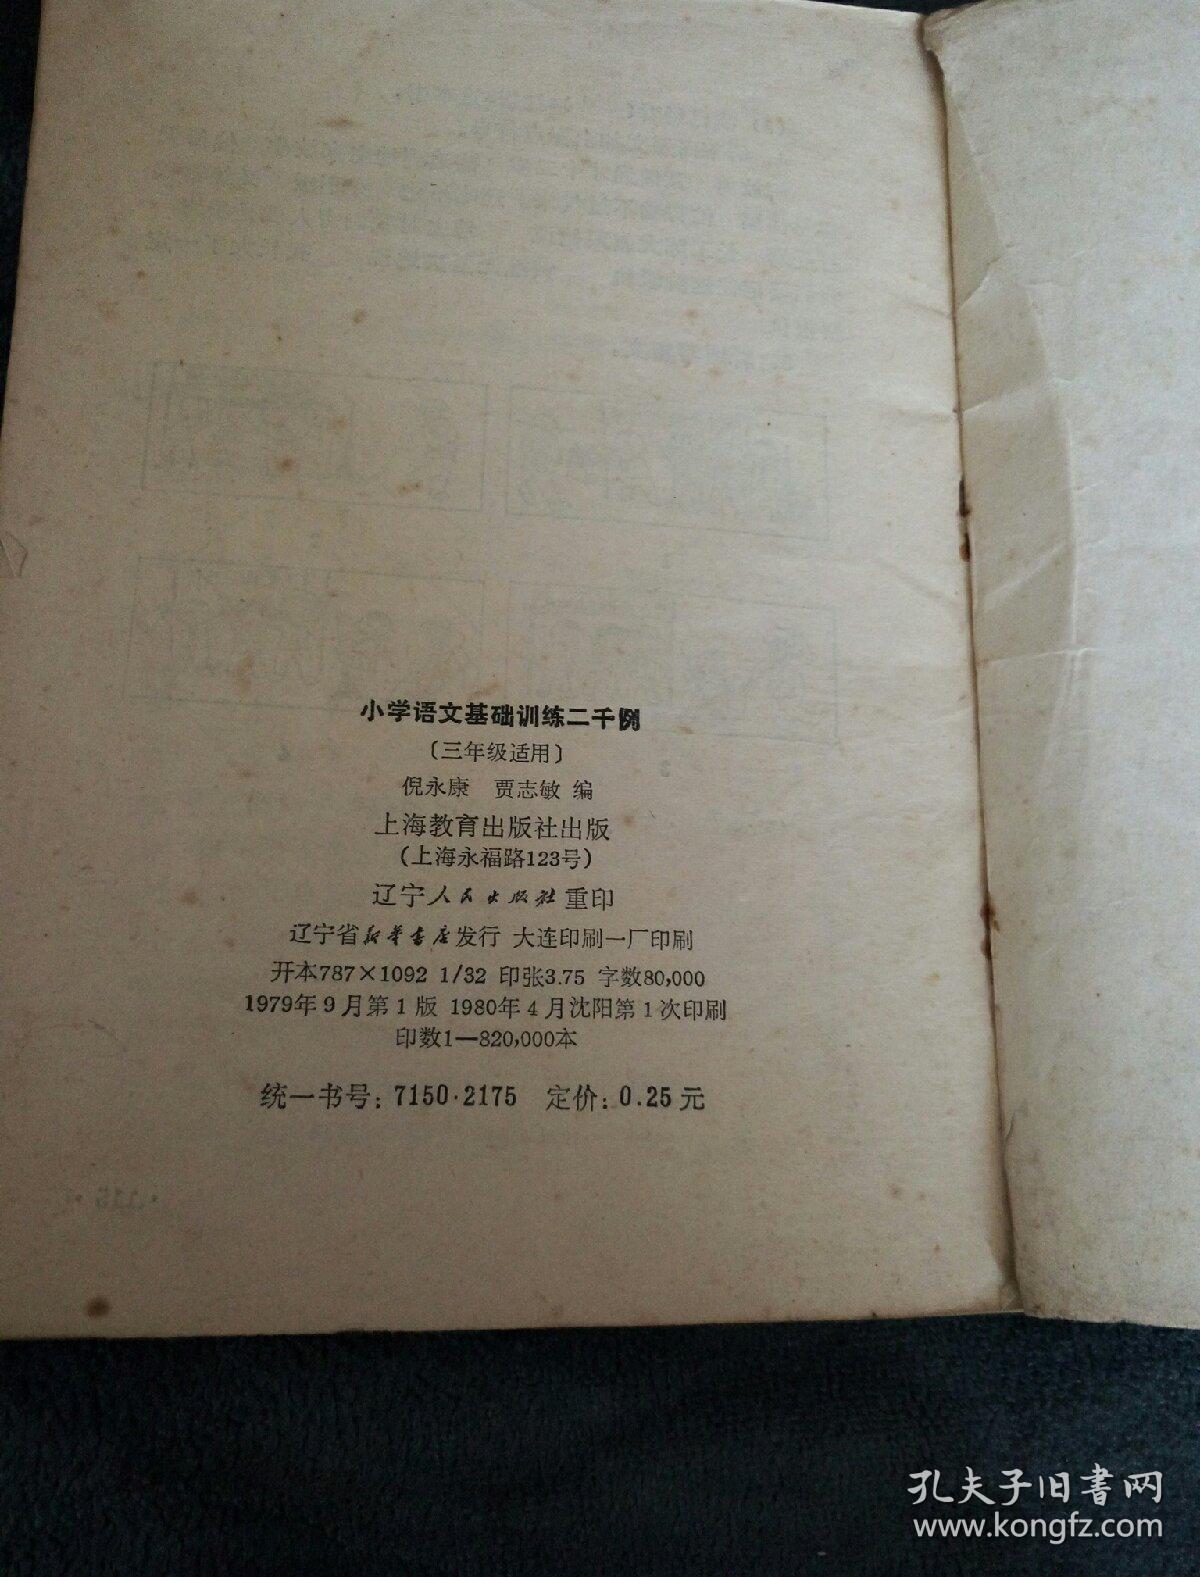 小学语文基础训练二千例
〔三年级适用〕
倪永康 贾志敏 编
上海教育出版社出版
(上海永福路123号)
辽宁人民出版社重印
辽宁省新华书店发行 大连印刷一厂印刷
开本787×1092 1/32 印张3.75 字数80,000
1979年9月第1版 1980年4月沈阳第1次印刷
印数1—820,000本
统一书号：7150·2175 定价：0.25元
·115·
孔夫子旧书网
www.kongfz.com